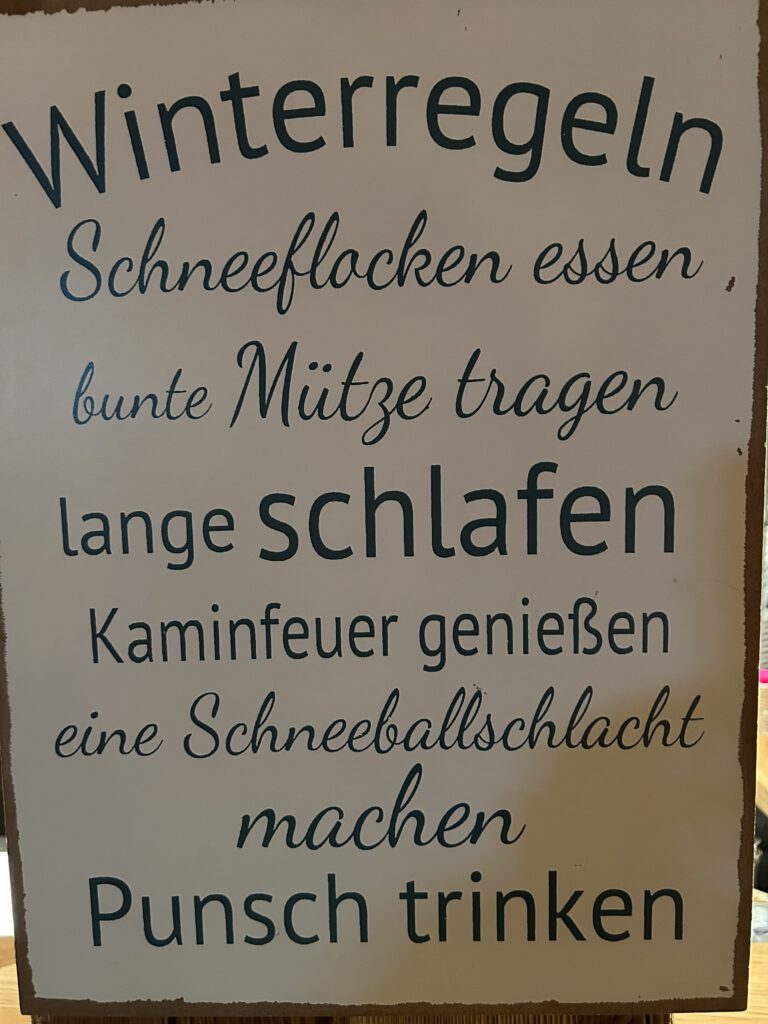 Winterregeln
Schneeflocken essen
bunte Mütze tragen
lange schlafen
Kaminfeuer genießen
eine Schneeballschlacht
machen
Punsch trinken